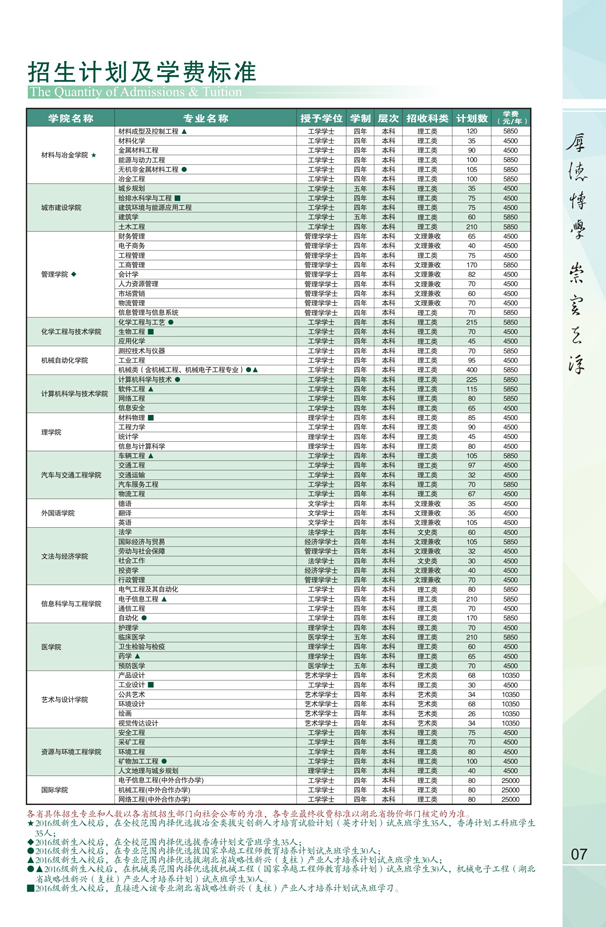 招生计划及学费标准
The Quantity of Admissions & Tuition
学院名称 专业名称 授予学位 学制 层次 招收科类 计划数 学费（元/年）
材料与冶金学院 ★
材料成型及控制工程 ▲ 工学学士 四年 本科 理工类 120 5850
材料化学 工学学士 四年 本科 理工类 35 4500
金属材料工程 工学学士 四年 本科 理工类 90 4500
能源与动力工程 工学学士 四年 本科 理工类 100 5850
无机非金属材料工程 ● 工学学士 四年 本科 理工类 105 5850
冶金工程 工学学士 四年 本科 理工类 100 5850
城市建设学院
城乡规划 工学学士 五年 本科 理工类 35 4500
给排水科学与工程 ■ 工学学士 四年 本科 理工类 75 4500
建筑环境与能源应用工程 工学学士 四年 本科 理工类 75 4500
建筑学 工学学士 五年 本科 理工类 60 5850
土木工程 工学学士 四年 本科 理工类 210 5850
管理学院 ◆
财务管理 管理学学士 四年 本科 文理兼收 65 4500
电子商务 管理学学士 四年 本科 文理兼收 40 4500
工程管理 管理学学士 四年 本科 理工类 75 4500
工商管理 管理学学士 四年 本科 文理兼收 170 5850
会计学 管理学学士 四年 本科 文理兼收 82 4500
人力资源管理 管理学学士 四年 本科 文理兼收 70 4500
市场营销 管理学学士 四年 本科 文理兼收 60 4500
物流管理 管理学学士 四年 本科 文理兼收 70 4500
信息管理与信息系统 管理学学士 四年 本科 理工类 70 5850
化学工程与技术学院
化学工程与工艺 ● 工学学士 四年 本科 理工类 215 5850
生物工程 ■ 工学学士 四年 本科 理工类 70 4500
应用化学 工学学士 四年 本科 理工类 45 4500
机械自动化学院
测控技术与仪器 工学学士 四年 本科 理工类 70 5850
工业工程 工学学士 四年 本科 理工类 95 4500
机械类（含机械工程、机械电子工程专业）●▲ 工学学士 四年 本科 理工类 400 5850
计算机科学与技术学院
计算机科学与技术 ● 工学学士 四年 本科 理工类 225 5850
软件工程 ▲ 工学学士 四年 本科 理工类 115 5850
网络工程 工学学士 四年 本科 理工类 80 5850
信息安全 工学学士 四年 本科 理工类 65 4500
理学院
材料物理 ■ 理学学士 四年 本科 理工类 85 4500
工程力学 工学学士 四年 本科 理工类 90 4500
统计学 理学学士 四年 本科 理工类 45 4500
信息与计算科学 理学学士 四年 本科 理工类 80 4500
汽车与交通工程学院
车辆工程 ▲ 工学学士 四年 本科 理工类 105 5850
交通工程 工学学士 四年 本科 理工类 97 4500
交通运输 工学学士 四年 本科 理工类 32 4500
汽车服务工程 工学学士 四年 本科 理工类 70 5850
物流工程 工学学士 四年 本科 理工类 67 4500
外国语学院
德语 文学学士 四年 本科 文理兼收 35 4500
翻译 文学学士 四年 本科 文理兼收 35 4500
英语 文学学士 四年 本科 文理兼收 105 4500
文法与经济学院
法学 法学学士 四年 本科 文史类 60 4500
国际经济与贸易 经济学学士 四年 本科 文理兼收 105 5850
劳动与社会保障 管理学学士 四年 本科 文理兼收 32 4500
社会工作 法学学士 四年 本科 文史类 30 4500
投资学 经济学学士 四年 本科 文理兼收 40 4500
行政管理 管理学学士 四年 本科 文理兼收 70 4500
信息科学与工程学院
电气工程及其自动化 工学学士 四年 本科 理工类 80 5850
电子信息工程 ▲ 工学学士 四年 本科 理工类 210 5850
通信工程 工学学士 四年 本科 理工类 70 4500
自动化 ● 工学学士 四年 本科 理工类 170 5850
医学院
护理学 理学学士 四年 本科 理工类 70 4500
临床医学 医学学士 五年 本科 理工类 210 5850
卫生检验与检疫 理学学士 四年 本科 理工类 60 4500
药学 ▲ 理学学士 四年 本科 理工类 65 4500
预防医学 医学学士 五年 本科 理工类 70 4500
艺术与设计学院
产品设计 艺术学学士 四年 本科 艺术类 68 10350
工业设计 ■ 工学学士 四年 本科 理工类 30 4500
公共艺术 艺术学学士 四年 本科 艺术类 34 10350
环境设计 艺术学学士 四年 本科 艺术类 68 10350
绘画 艺术学学士 四年 本科 艺术类 26 10350
视觉传达设计 艺术学学士 四年 本科 艺术类 34 10350
资源与环境工程学院
安全工程 工学学士 四年 本科 理工类 75 4500
采矿工程 工学学士 四年 本科 理工类 70 4500
环境工程 工学学士 四年 本科 理工类 80 4500
矿物加工工程 ● 工学学士 四年 本科 理工类 100 4500
人文地理与城乡规划 理学学士 四年 本科 理工类 40 4500
国际学院
电子信息工程(中外合作办学) 工学学士 四年 本科 理工类 80 25000
机械工程(中外合作办学) 工学学士 四年 本科 理工类 80 25000
网络工程(中外合作办学) 工学学士 四年 本科 理工类 80 25000
各省具体招生专业和人数以各省级招生部门向社会公布的为准，各专业最终收费标准以湖北省物价部门核定的为准。
★2016级新生入校后，在全校范围内择优选拔冶金类拔尖创新人才培育试验计划（英才计划）试点班学生35人，香涛计划工科班学生
35人；
◆2016级新生入校后，在全校范围内择优选拔香涛计划文管班学生35人；
●2016级新生入校后，在专业范围内择优选拔国家卓越工程师教育培养计划试点班学生30人；
▲2016级新生入校后，在专业范围内择优选拔湖北省战略性新兴（支柱）产业人才培养计划试点班学生30人；
●▲2016级新生入校后，在机械类范围内择优选拔机械工程（国家卓越工程师教育培养计划）试点班学生30人，机械电子工程（湖北
省战略性新兴（支柱）产业人才培养计划）试点班学生30人。
■2016级新生入校后，直接进入该专业湖北省战略性新兴（支柱）产业人才培养计划试点班学习。
厚德博学 崇实去浮
07